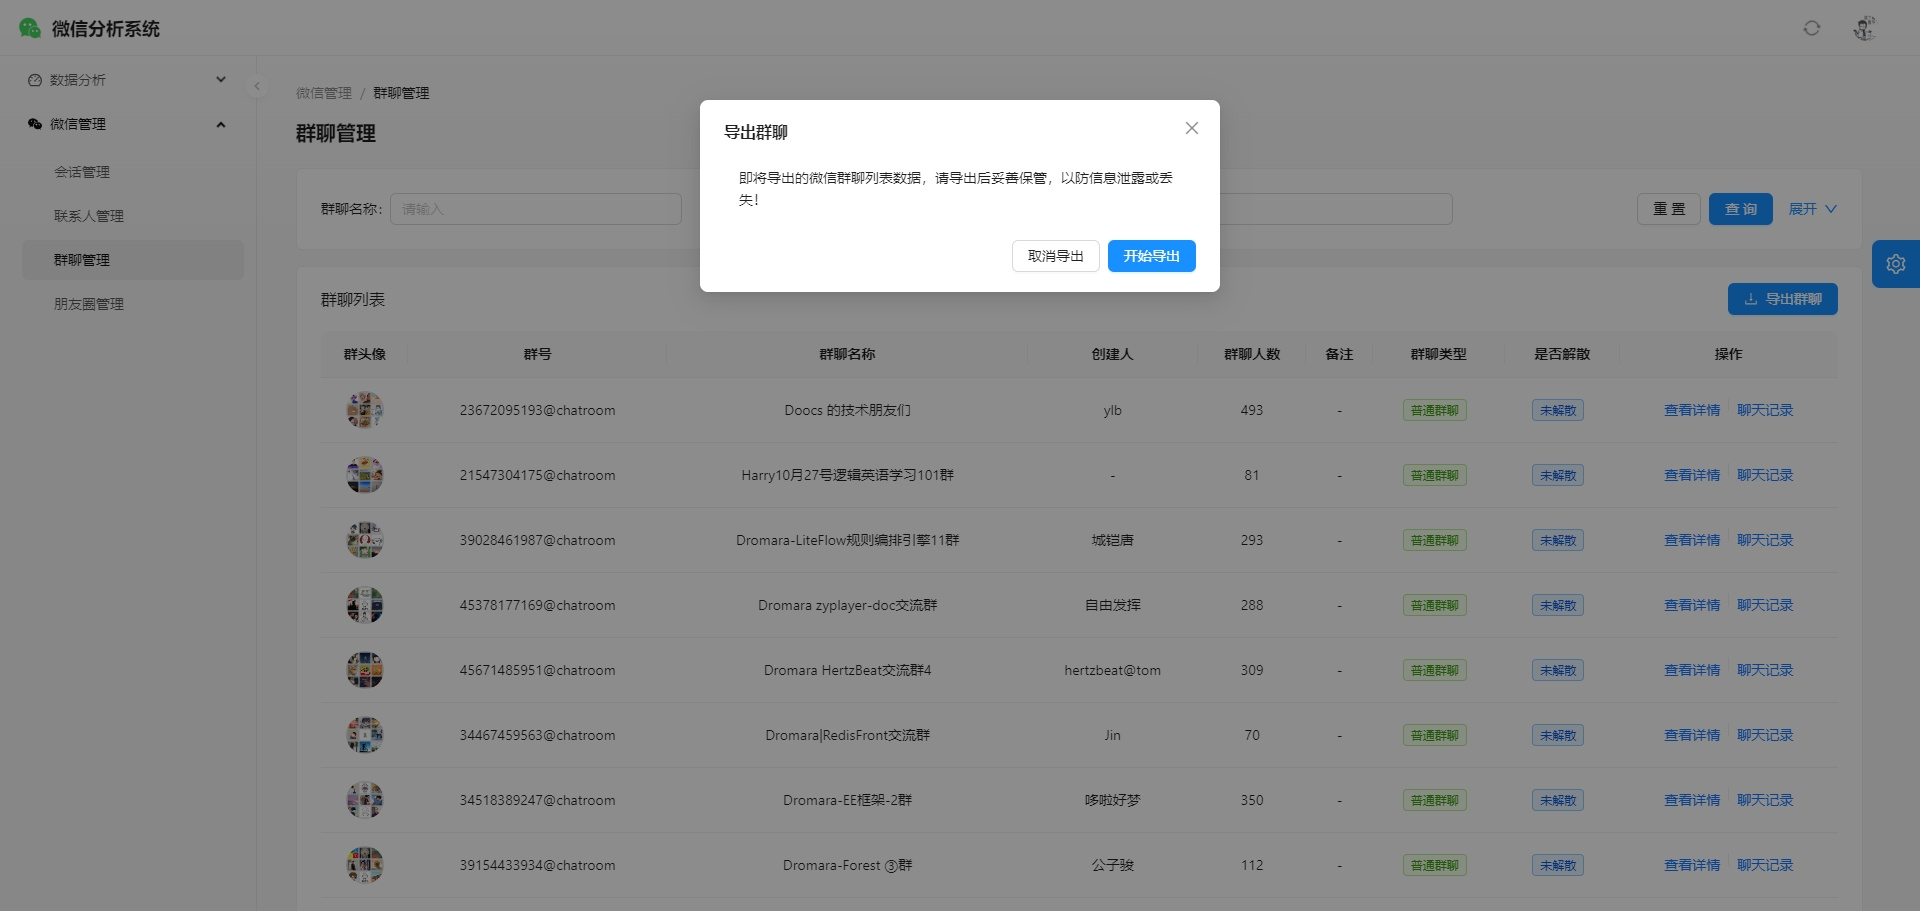 微信分析系统
数据分析
微信管理
会话管理
联系人管理
群聊管理
朋友圈管理
微信管理 / 群聊管理
群聊管理
导出群聊
即将导出的微信群聊列表数据，请导出后妥善保管，以防信息泄露或丢
失！
取消导出 开始导出
群聊名称: 请输入 重 置 查 询 展开
群聊列表 导出群聊
群头像 群号 群聊名称 创建人 群聊人数 备注 群聊类型 是否解散 操作
23672095193@chatroom Doocs 的技术朋友们 ylb 493 - 普通群聊 未解散 查看详情 聊天记录
21547304175@chatroom Harry10月27号逻辑英语学习101群 - 81 - 普通群聊 未解散 查看详情 聊天记录
39028461987@chatroom Dromara-LiteFlow规则编排引擎11群 城铠唐 293 - 普通群聊 未解散 查看详情 聊天记录
45378177169@chatroom Dromara zyplayer-doc交流群 自由发挥 288 - 普通群聊 未解散 查看详情 聊天记录
45671485951@chatroom Dromara HertzBeat交流群4 hertzbeat@tom 309 - 普通群聊 未解散 查看详情 聊天记录
34467459563@chatroom Dromara|RedisFront交流群 Jin 70 - 普通群聊 未解散 查看详情 聊天记录
34518389247@chatroom Dromara-EE框架-2群 哆啦好梦 350 - 普通群聊 未解散 查看详情 聊天记录
39154433934@chatroom Dromara-Forest ③群 公子骏 112 - 普通群聊 未解散 查看详情 聊天记录